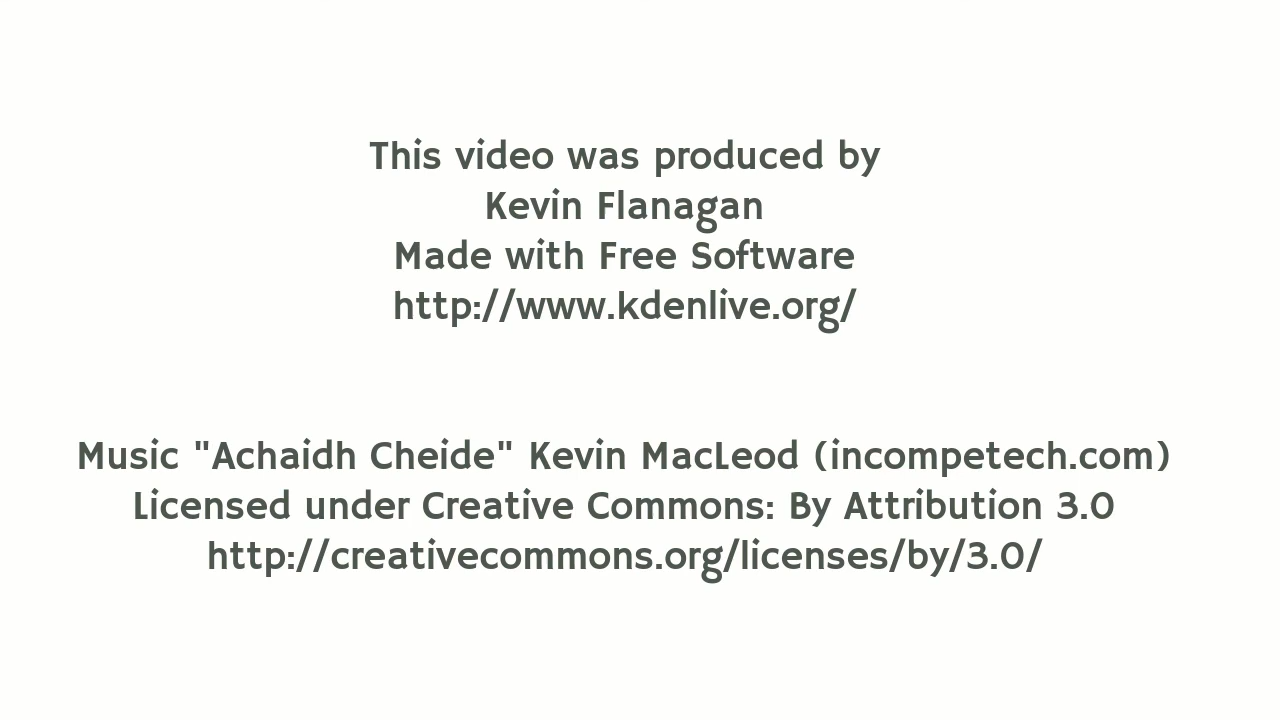 This video was produced by
Kevin Flanagan
Made with Free Software
http://www.kdenlive.org/
Music "Achaidh Cheide" Kevin MacLeod (incompetech.com)
Licensed under Creative Commons: By Attribution 3.0
http://creativecommons.org/licenses/by/3.0/